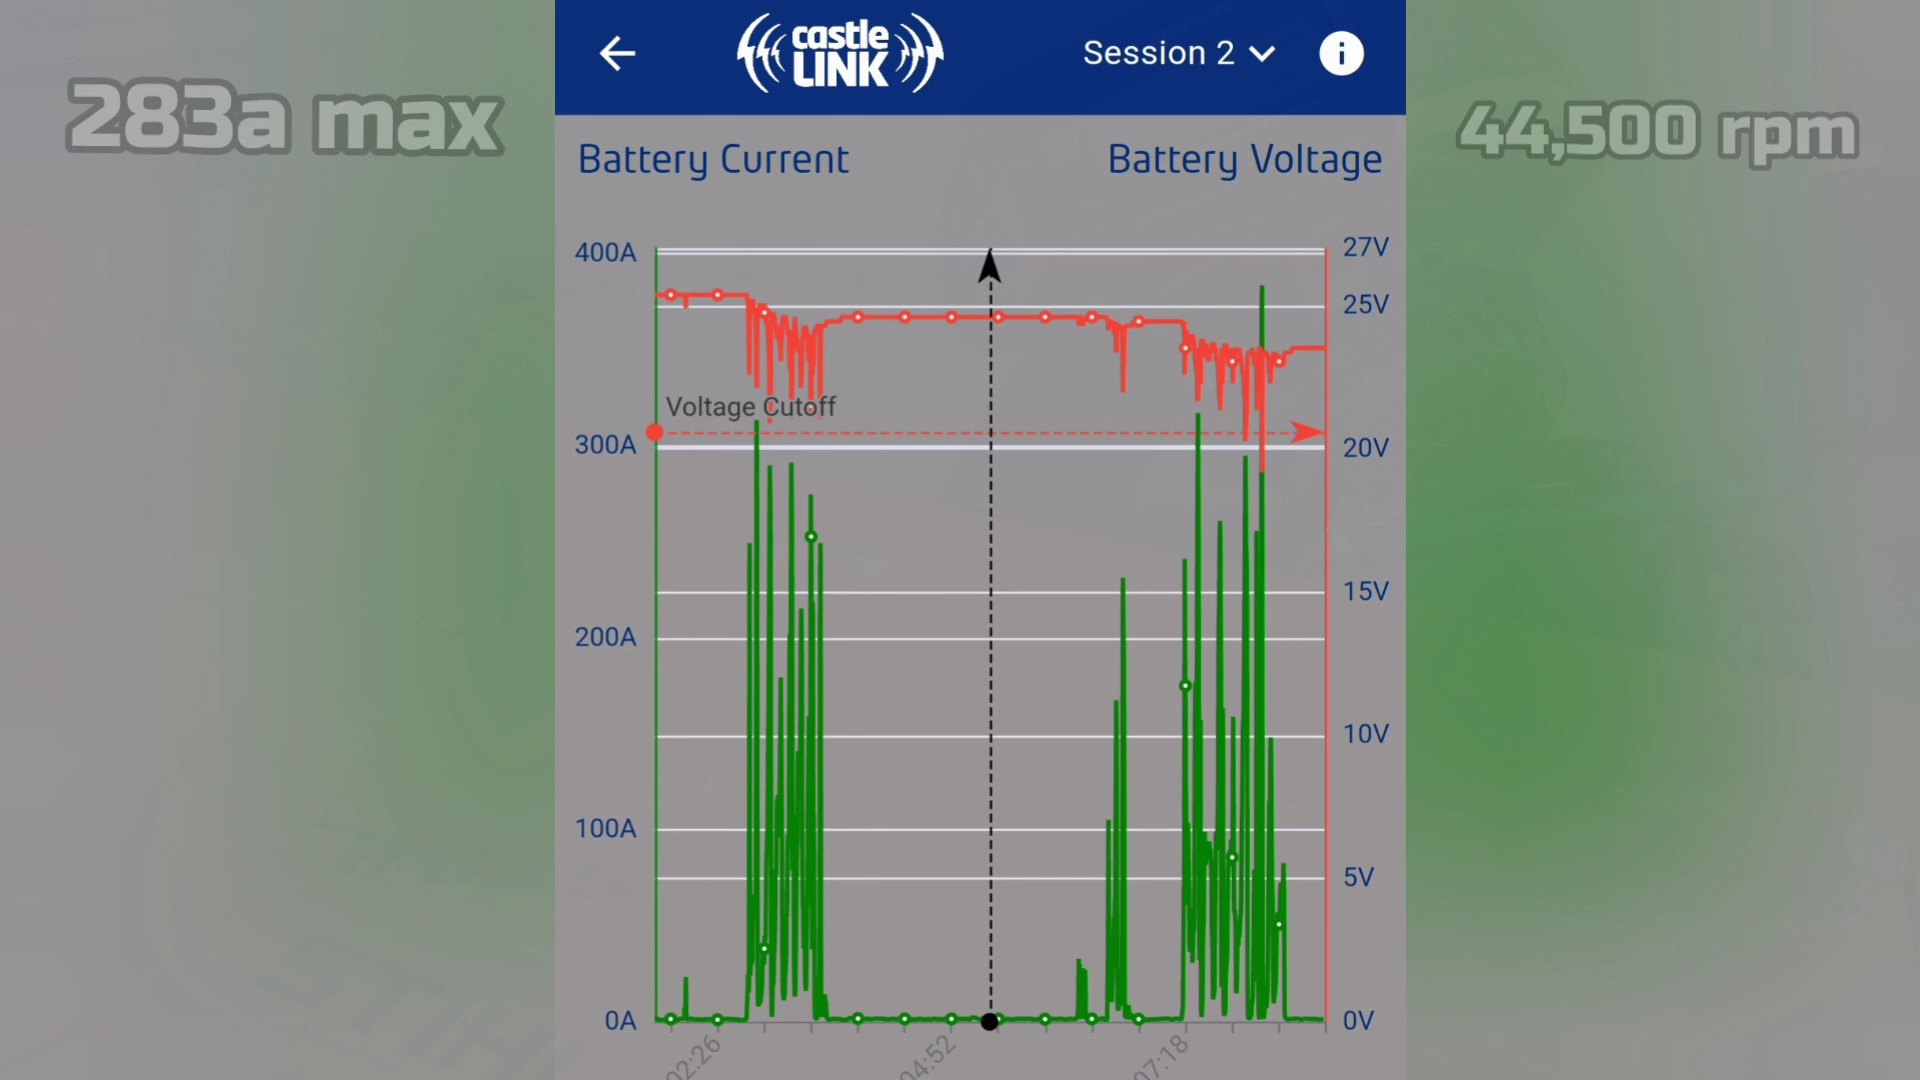 283a max
44,500 rpm
castle
LINK
Session 2
i
Battery Current
Battery Voltage
400A
27V
25V
Voltage Cutoff
300A
20V
15V
200A
10V
100A
5V
0A
0V
02:26
04:52
07:18